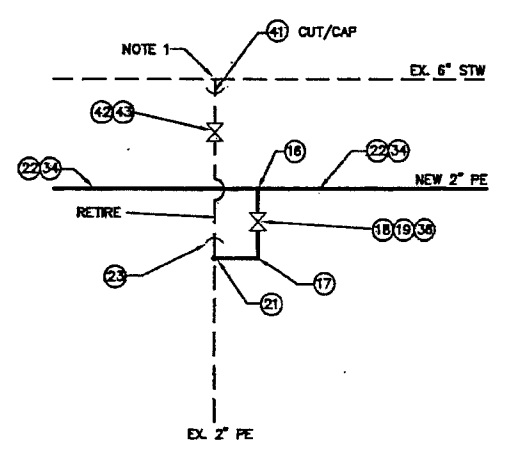 41 CUT/CAP
NOTE 1
EX. 6" STW
42 43
16
22 34
22 34
NEW 2" PE
RETIRE
18 19 36
23
17
21
EX. 2" PE